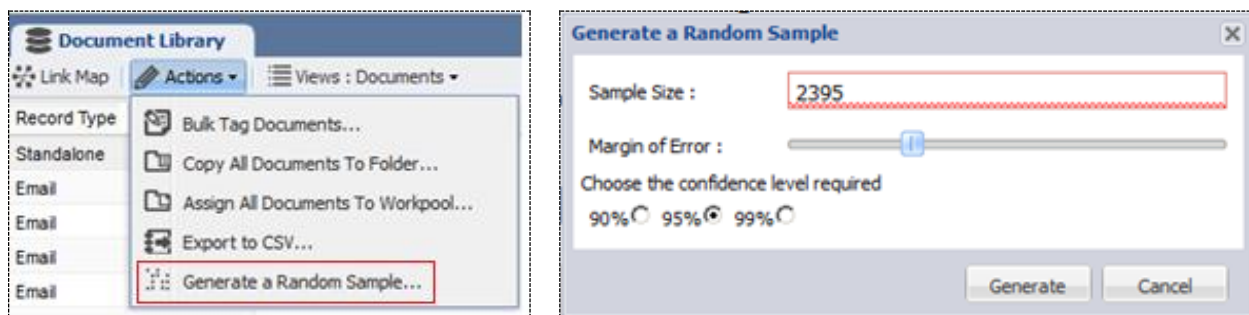 Document Library
Link Map Actions Views : Documents
Record Type
Standalone
Email
Email
Email
Email
Bulk Tag Documents...
Copy All Documents To Folder...
Assign All Documents To Workpool...
Export to CSV...
Generate a Random Sample...
Generate a Random Sample
Sample Size : 2395
Margin of Error :
Choose the confidence level required
90% 95% 99%
Generate Cancel